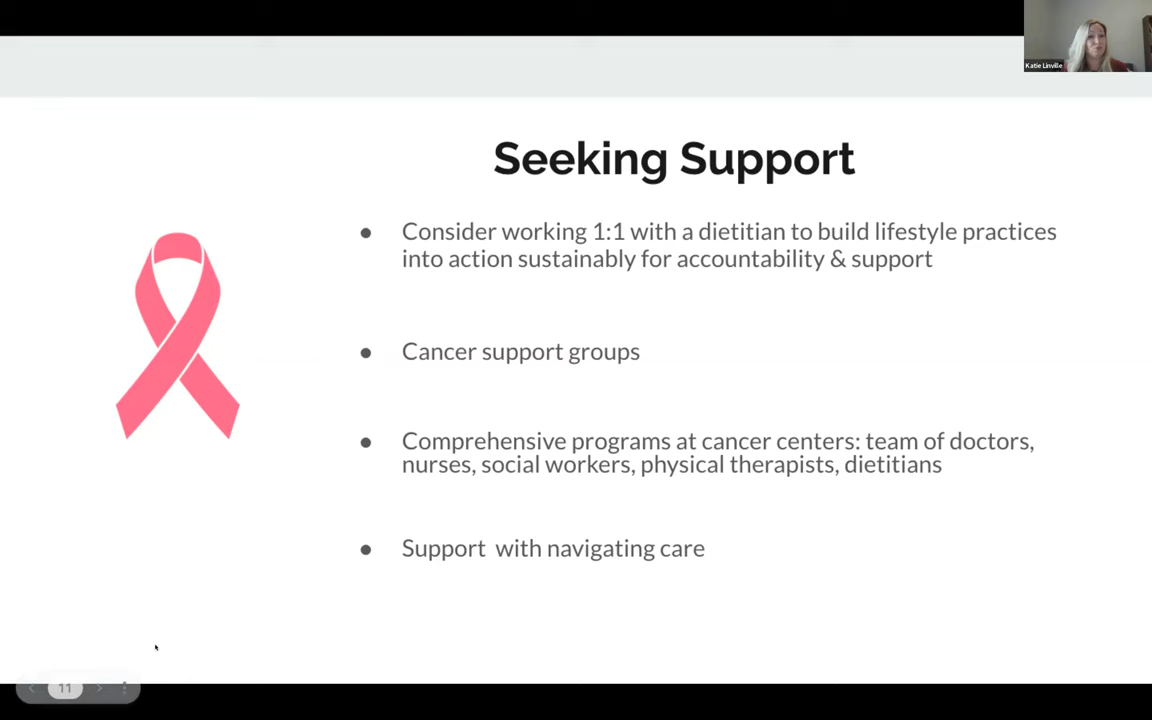 Katie Linville
Seeking Support
● Consider working 1:1 with a dietitian to build lifestyle practices
into action sustainably for accountability & support
● Cancer support groups
● Comprehensive programs at cancer centers: team of doctors,
nurses, social workers, physical therapists, dietitians
● Support  with navigating care
11